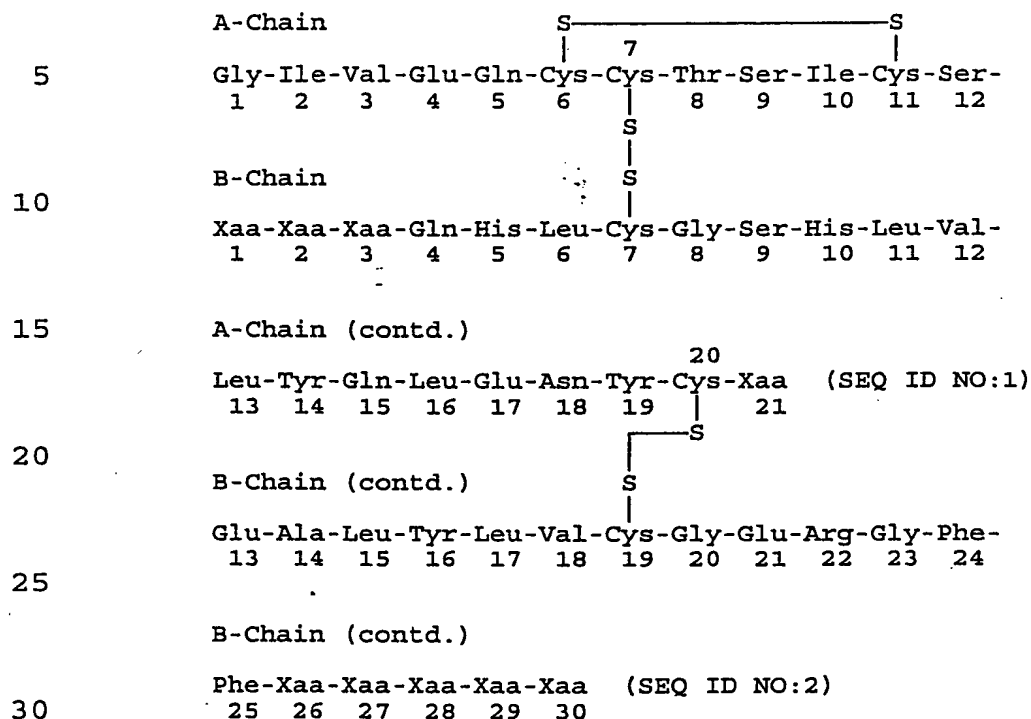 A-Chain S S
7
5 Gly-Ile-Val-Glu-Gln-Cys-Cys-Thr-Ser-Ile-Cys-Ser-
1 2 3 4 5 6 7 8 9 10 11 12
S
B-Chain S
10
Xaa-Xaa-Xaa-Gln-His-Leu-Cys-Gly-Ser-His-Leu-Val-
1 2 3 4 5 6 7 8 9 10 11 12
15 A-Chain (contd.)
20
Leu-Tyr-Gln-Leu-Glu-Asn-Tyr-Cys-Xaa (SEQ ID NO:1)
13 14 15 16 17 18 19 21
S
20
B-Chain (contd.) S
Glu-Ala-Leu-Tyr-Leu-Val-Cys-Gly-Glu-Arg-Gly-Phe-
13 14 15 16 17 18 19 20 21 22 23 24
25
B-Chain (contd.)
Phe-Xaa-Xaa-Xaa-Xaa-Xaa (SEQ ID NO:2)
30 25 26 27 28 29 30